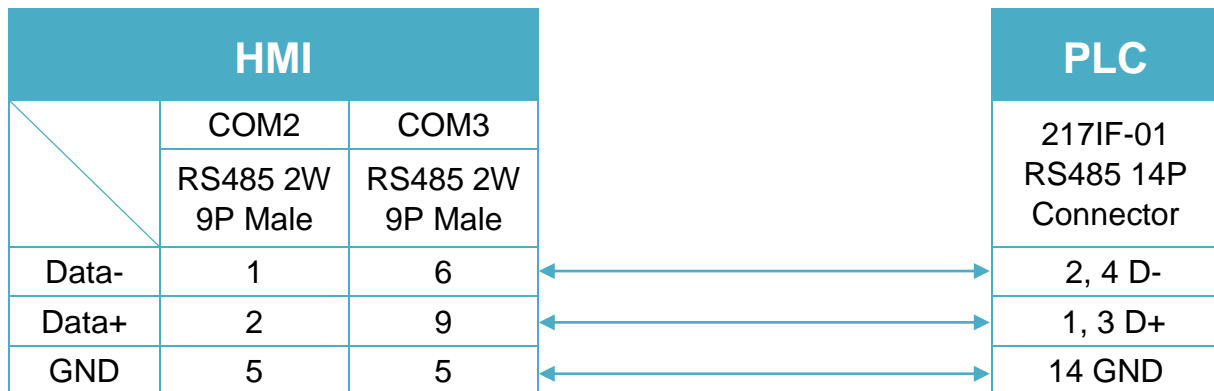 HMI PLC
COM2 COM3
RS485 2W RS485 2W
9P Male 9P Male
217IF-01
RS485 14P
Connector
Data- 1 6 2, 4 D-
Data+ 2 9 1, 3 D+
GND 5 5 14 GND